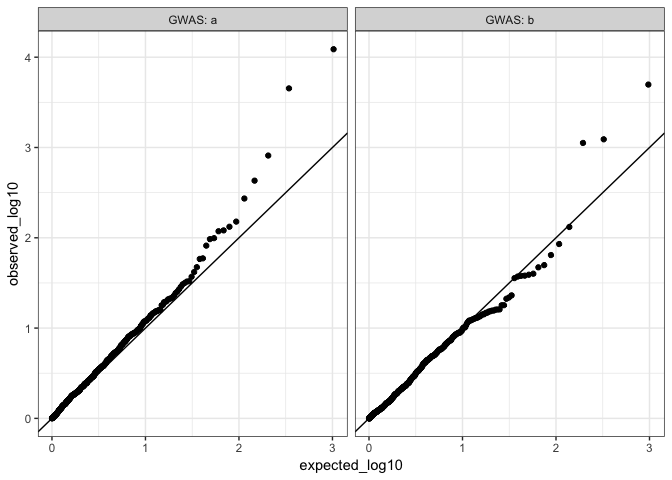 GWAS: a
GWAS: b
observed_log10
4
3
2
1
0
0 1 2 3
0 1 2 3
expected_log10